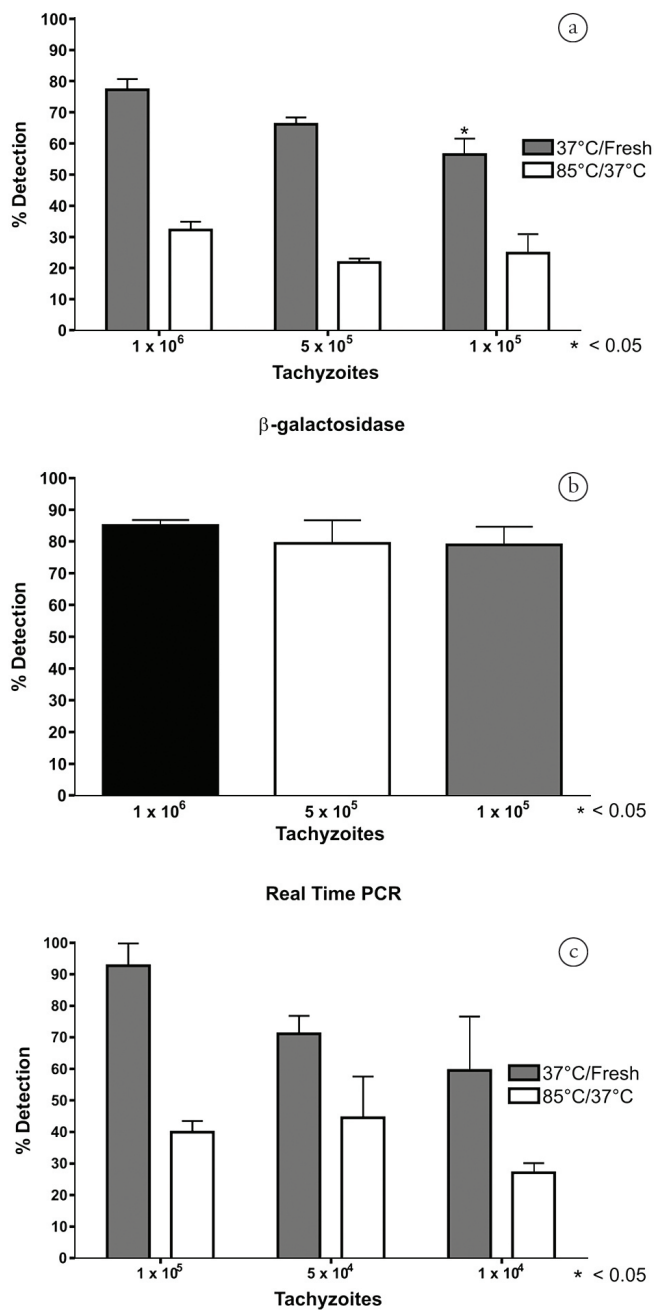 100
90
80
70
60
50
40
30
20
10
0
% Detection
a
*
37°C/Fresh
85°C/37°C
1 x 10⁶ 5 x 10⁵ 1 x 10⁵
* < 0.05
Tachyzoites
β-galactosidase
100
90
80
70
60
50
40
30
20
10
0
% Detection
b
1 x 10⁶ 5 x 10⁵ 1 x 10⁵
* < 0.05
Tachyzoites
Real Time PCR
100
90
80
70
60
50
40
30
20
10
0
% Detection
c
37°C/Fresh
85°C/37°C
1 x 10⁵ 5 x 10⁴ 1 x 10⁴
* < 0.05
Tachyzoites